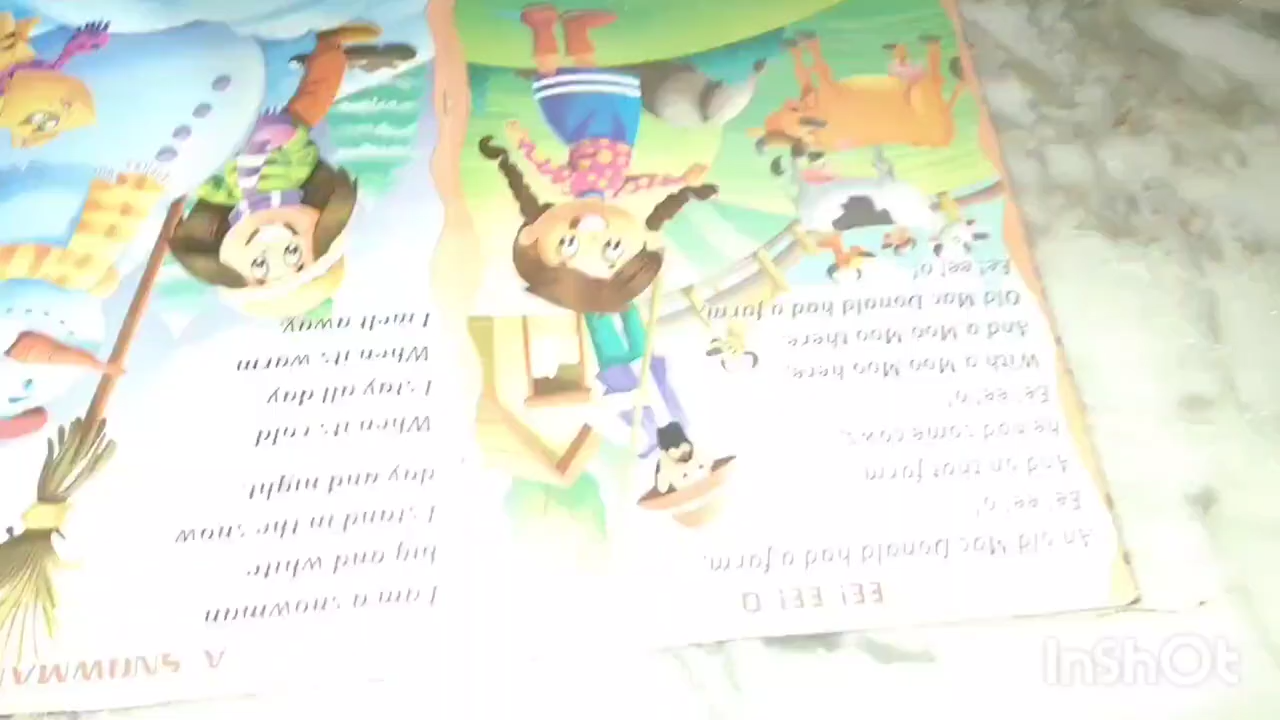 EE! EE! O
An old Mac Donald had a farm,
Ee! ee! o!
And on that farm
he had some cows,
Ee! ee! o!
With a Moo Moo here,
And a Moo Moo there,
Old Mac Donald had a farm,
Ee! ee! o!
A SNOWMA
I am a snowman
big and white,
I stand in the snow
day and night.
When its cold
I stay all day
When its warm
I melt away.
InShOt